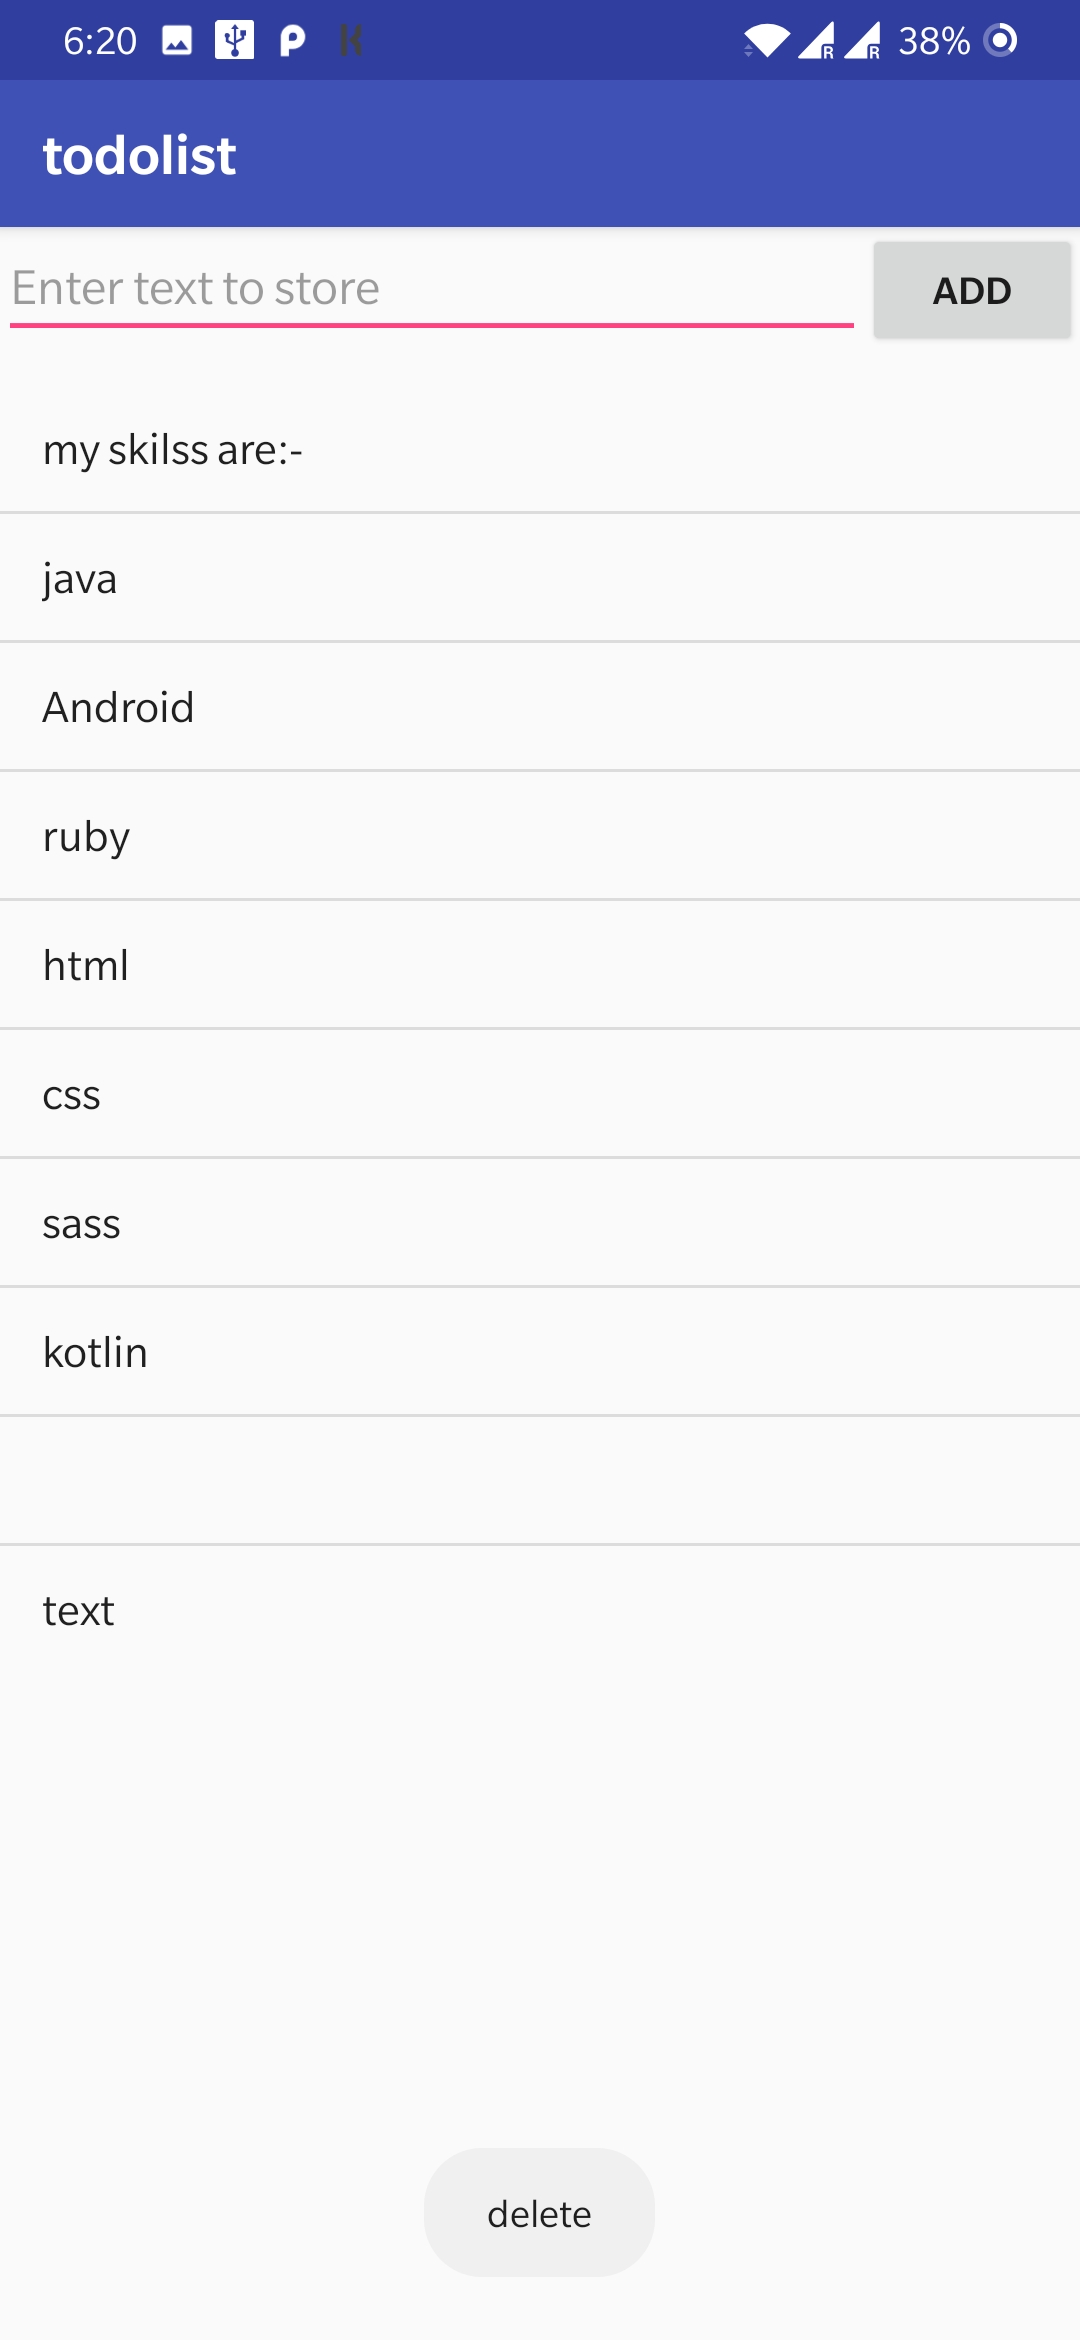 6:20 38%
todolist
Enter text to store ADD
my skilss are:-
java
Android
ruby
html
css
sass
kotlin
text
delete